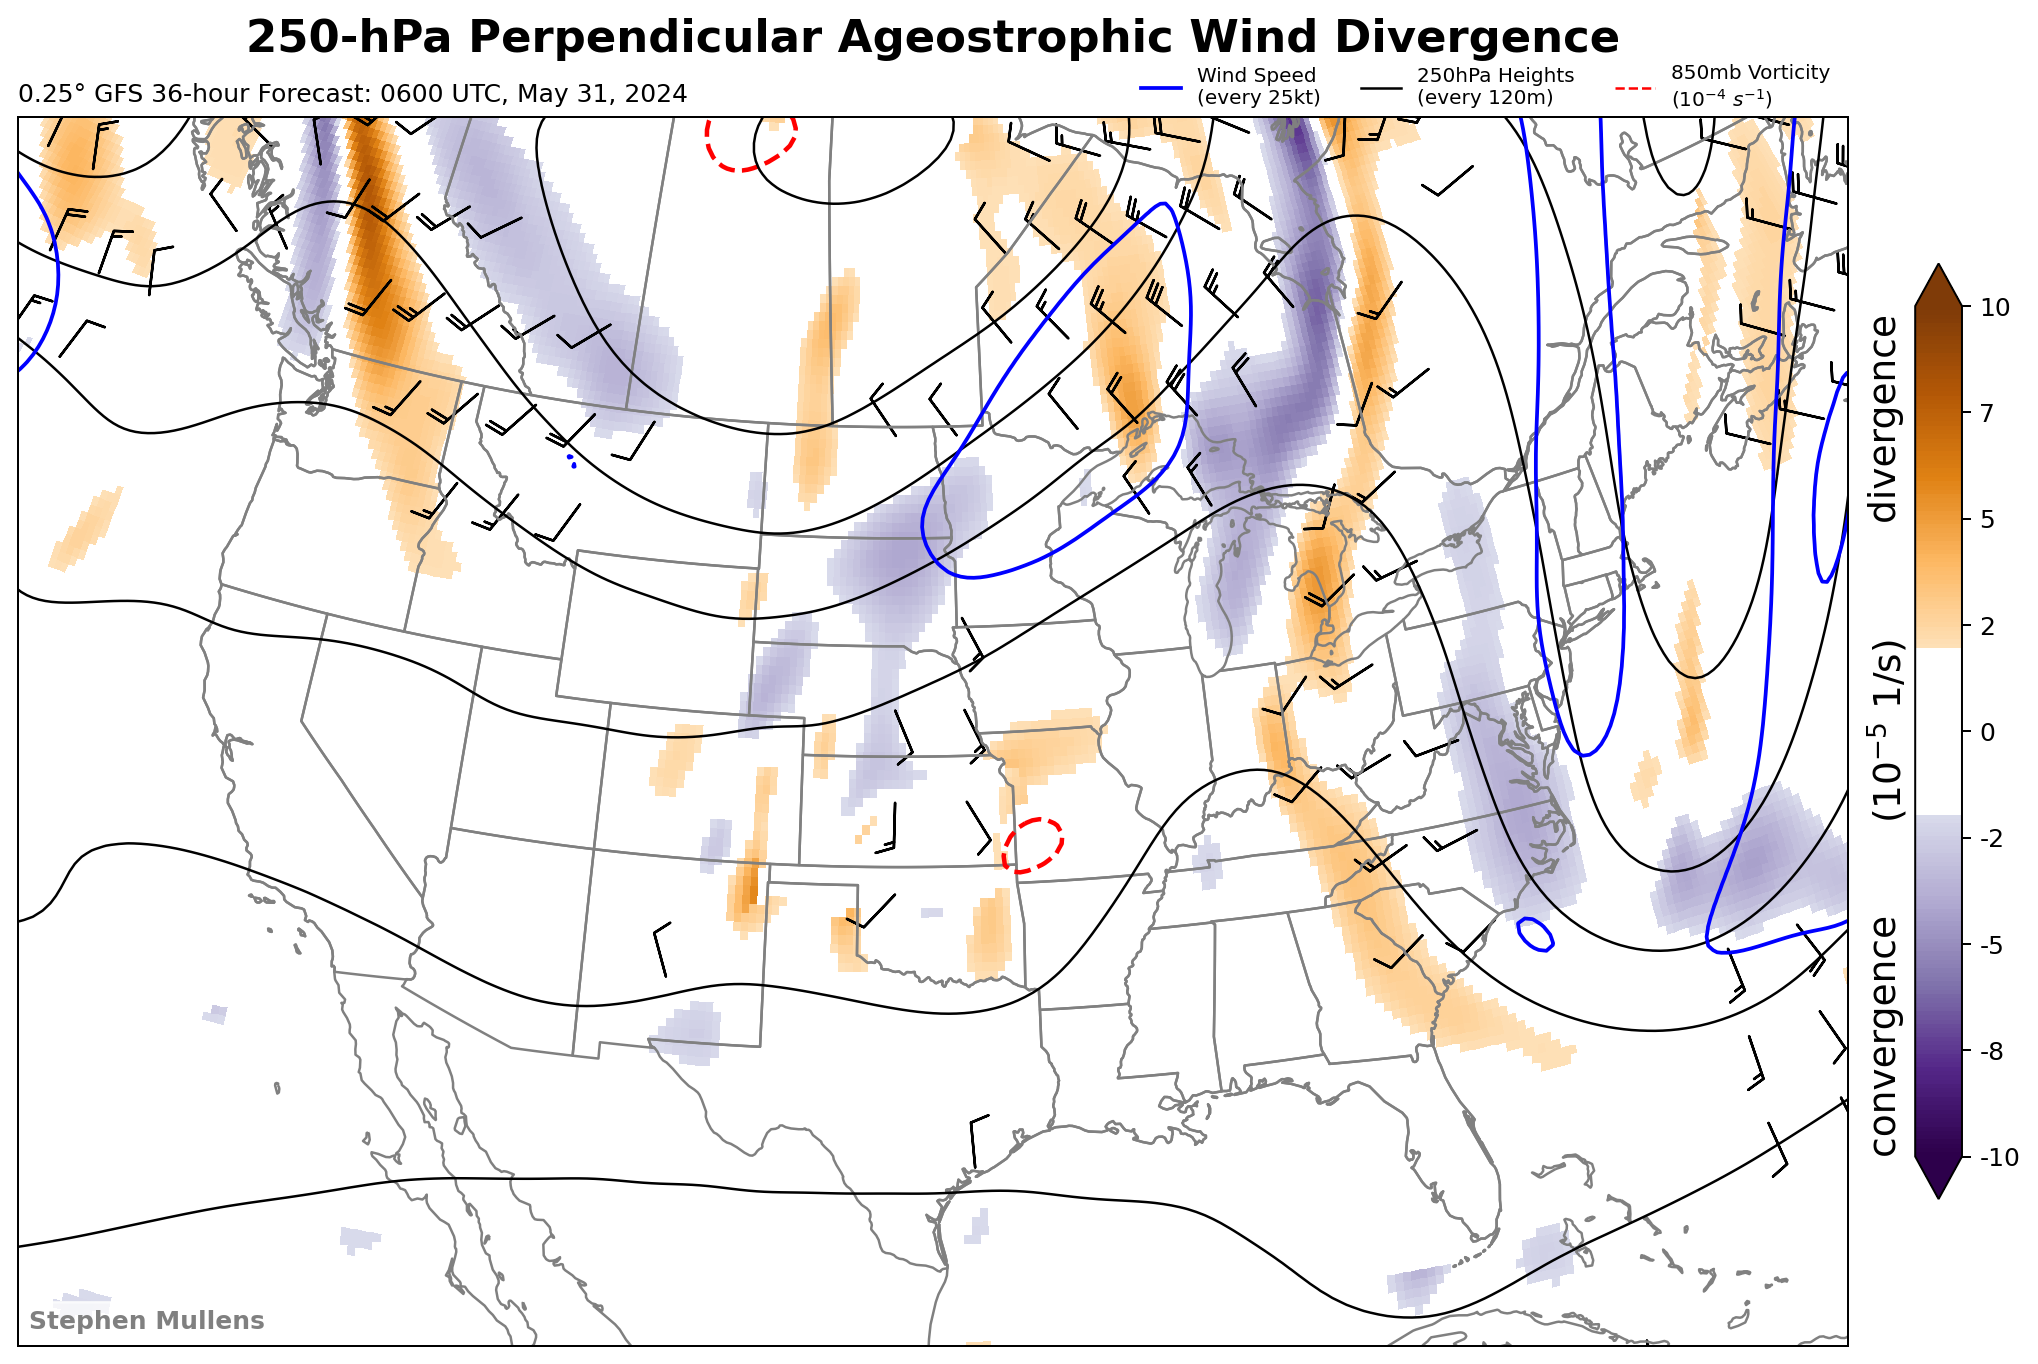 250-hPa Perpendicular Ageostrophic Wind Divergence
0.25° GFS 36-hour Forecast: 0600 UTC, May 31, 2024
Wind Speed
(every 25kt)
250hPa Heights
(every 120m)
850mb Vorticity
(10⁻⁴ s⁻¹)
10
7
5
2
0
-2
-5
-8
-10
convergence (10⁻⁵ 1/s) divergence
Stephen Mullens